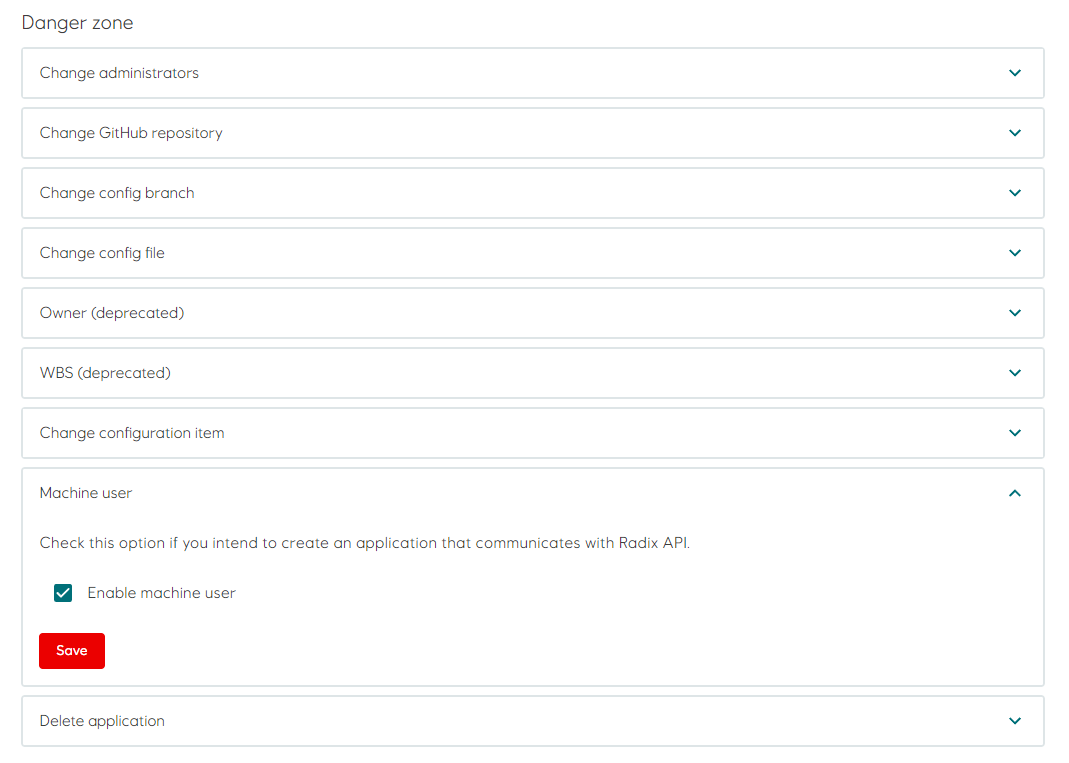 Danger zone
Change administrators
Change GitHub repository
Change config branch
Change config file
Owner (deprecated)
WBS (deprecated)
Change configuration item
Machine user
Check this option if you intend to create an application that communicates with Radix API.
Enable machine user
Save
Delete application